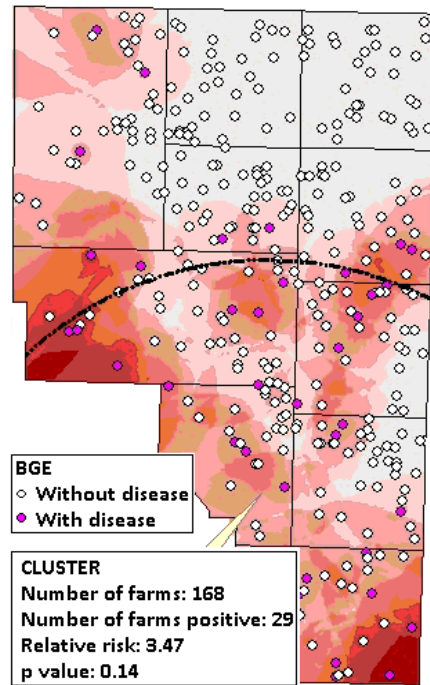 BGE
Without disease
With disease
CLUSTER
Number of farms: 168
Number of farms positive: 29
Relative risk: 3.47
p value: 0.14